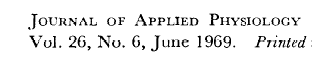 JOURNAL OF APPLIED PHYSIOLOGY
Vol. 26, No. 6, June 1969. Printed